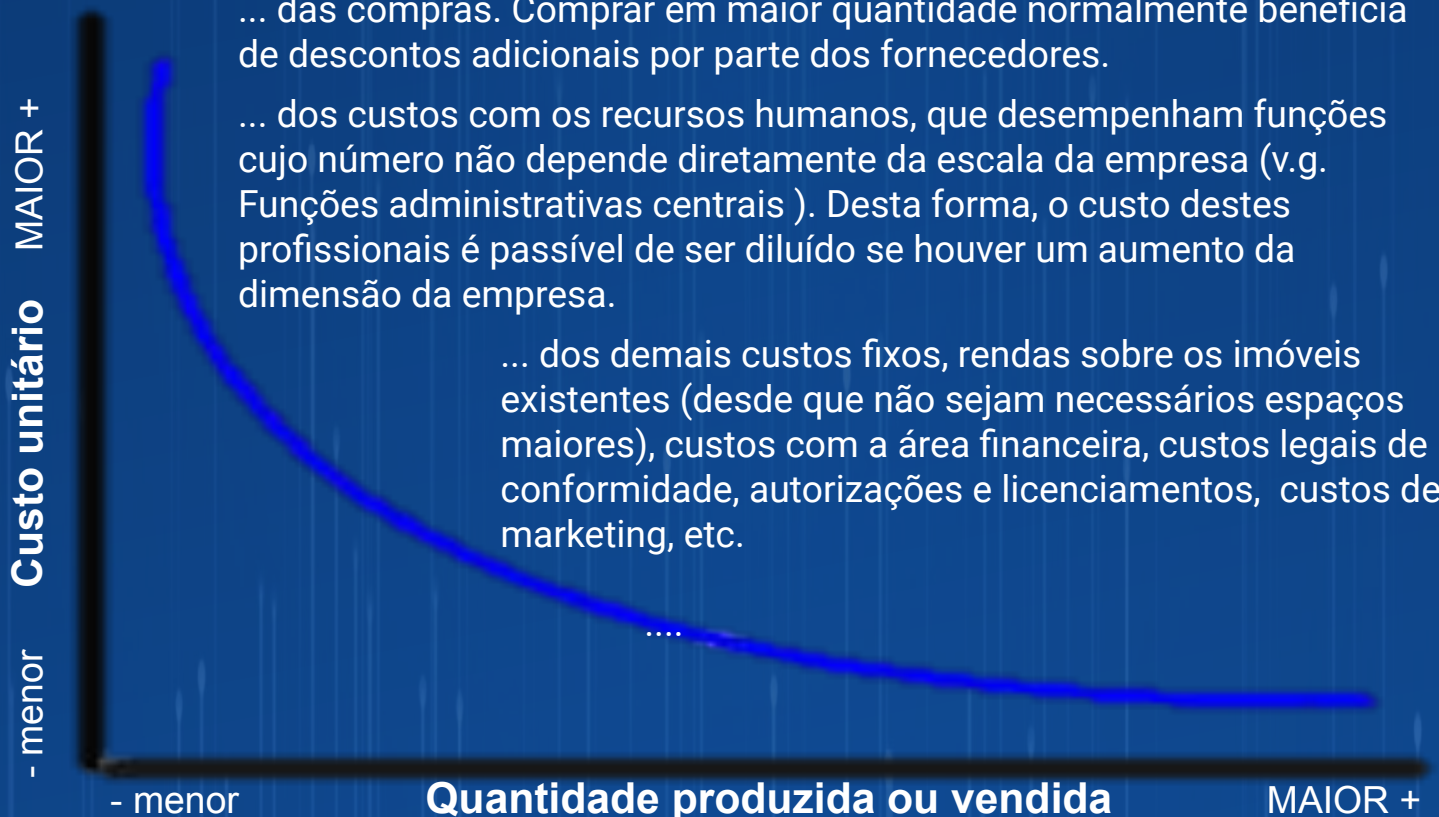 ... das compras. Comprar em maior quantidade normalmente beneficia
de descontos adicionais por parte dos fornecedores.
... dos custos com os recursos humanos, que desempenham funções
cujo número não depende diretamente da escala da empresa (v.g.
Funções administrativas centrais ). Desta forma, o custo destes
profissionais é passível de ser diluído se houver um aumento da
dimensão da empresa.
... dos demais custos fixos, rendas sobre os imóveis
existentes (desde que não sejam necessários espaços
maiores), custos com a área financeira, custos legais de
conformidade, autorizações e licenciamentos,  custos de
marketing, etc.
....
- menor Custo unitário MAIOR +
- menor Quantidade produzida ou vendida MAIOR +